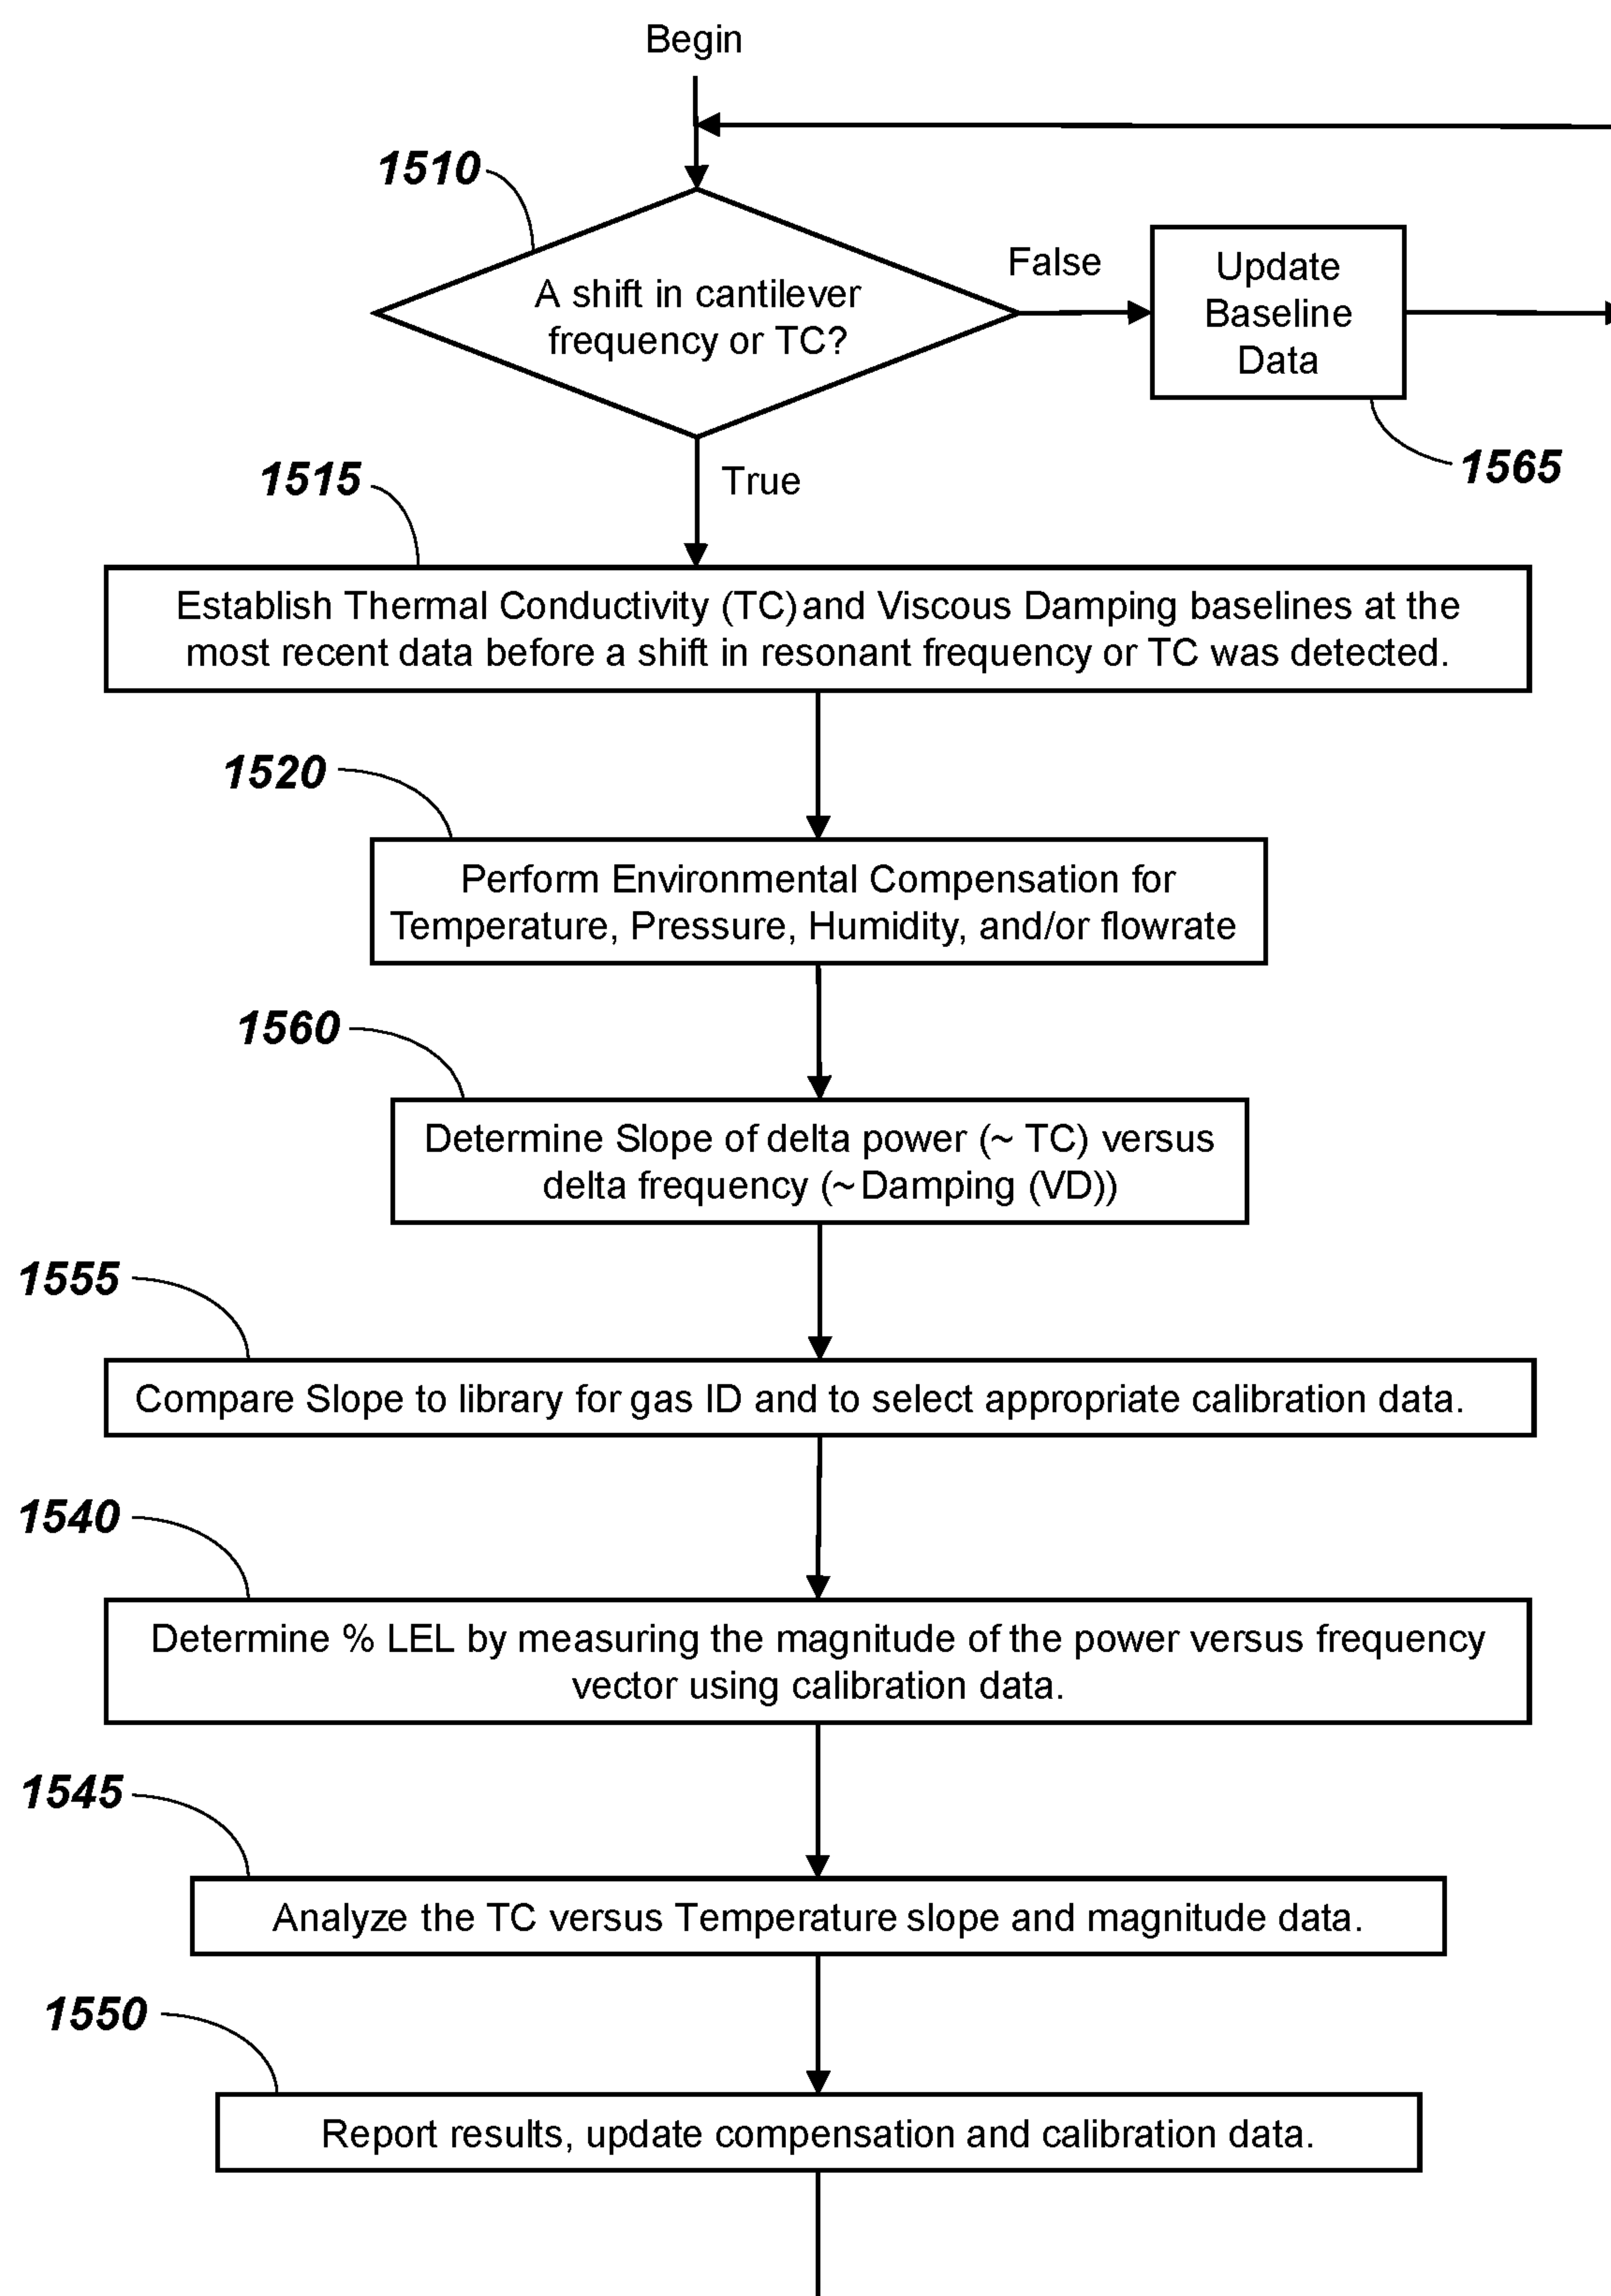 Begin
1510
A shift in cantilever
frequency or TC?
False
Update
Baseline
Data
1565
True
1515
Establish Thermal Conductivity (TC) and Viscous Damping baselines at the
most recent data before a shift in resonant frequency or TC was detected.
1520
Perform Environmental Compensation for
Temperature, Pressure, Humidity, and/or flowrate
1560
Determine Slope of delta power (~ TC) versus
delta frequency (~Damping (VD))
1555
Compare Slope to library for gas ID and to select appropriate calibration data.
1540
Determine % LEL by measuring the magnitude of the power versus frequency
vector using calibration data.
1545
Analyze the TC versus Temperature slope and magnitude data.
1550
Report results, update compensation and calibration data.